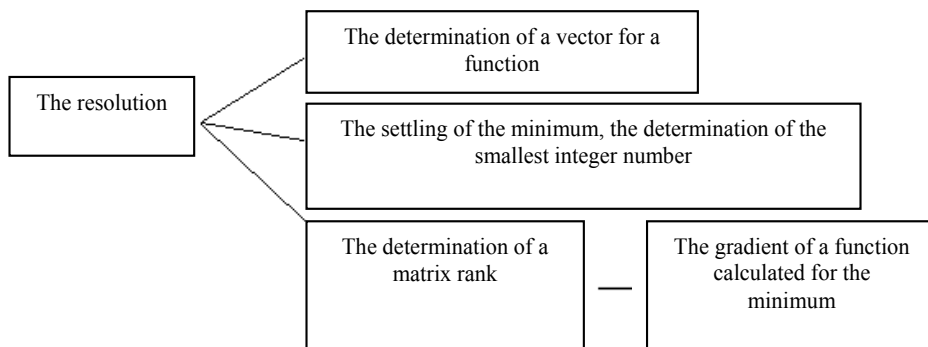 The determination of a vector for a
function
The resolution
The settling of the minimum, the determination of the
smallest integer number
The determination of a
matrix rank
The gradient of a function
calculated for the
minimum